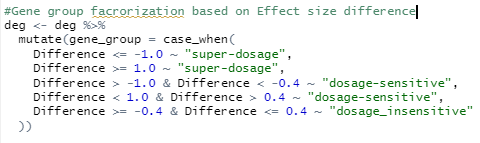 #Gene group facrorization based on Effect size difference
deg <- deg %>%
  mutate(gene_group = case_when(
    Difference <= -1.0 ~ "super-dosage",
    Difference >= 1.0 ~ "super-dosage",
    Difference > -1.0 & Difference < -0.4 ~ "dosage-sensitive",
    Difference < 1.0 & Difference > 0.4 ~ "dosage-sensitive",
    Difference >= -0.4 & Difference <= 0.4 ~ "dosage_insensitive"
  ))